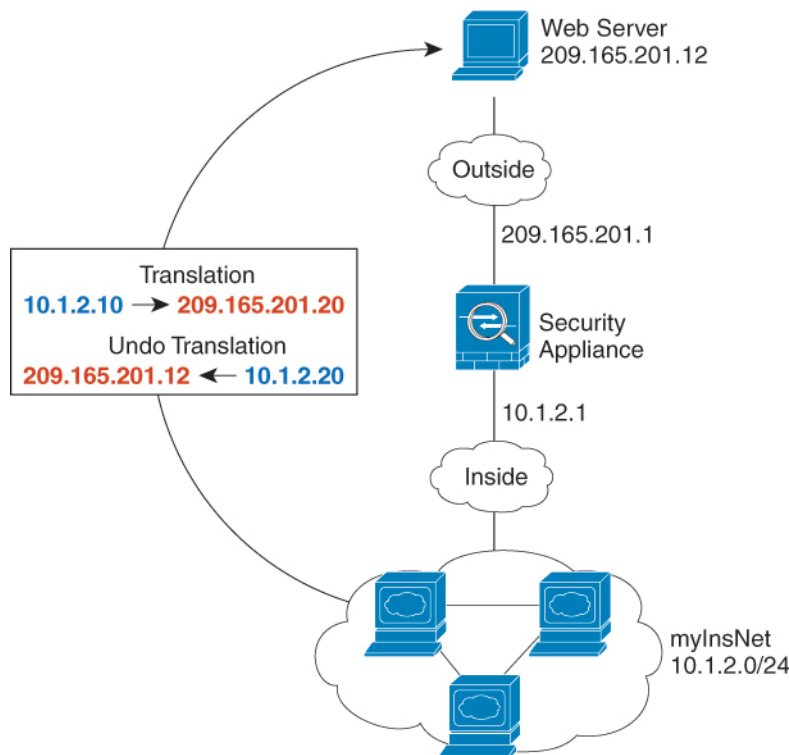 Web Server
209.165.201.12
Outside
209.165.201.1
Translation
10.1.2.10 → 209.165.201.20
Undo Translation
209.165.201.12 ← 10.1.2.20
Security
Appliance
10.1.2.1
Inside
myInsNet
10.1.2.0/24